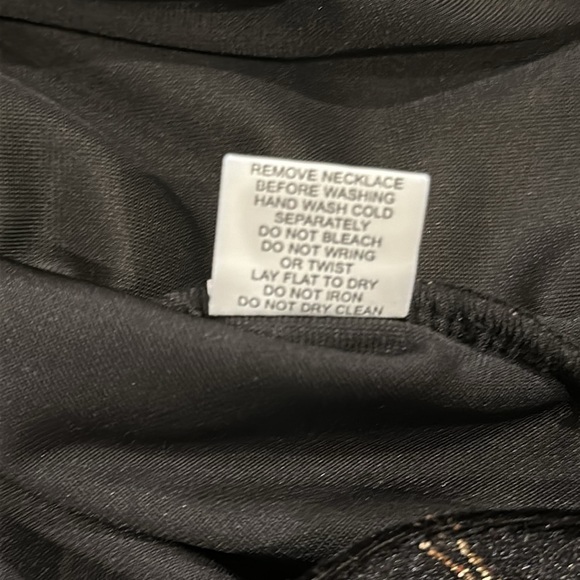 REMOVE NECKLACE
BEFORE WASHING
HAND WASH COLD
SEPARATELY
DO NOT BLEACH
DO NOT WRING
OR TWIST
LAY FLAT TO DRY
DO NOT IRON
DO NOT DRY CLEAN